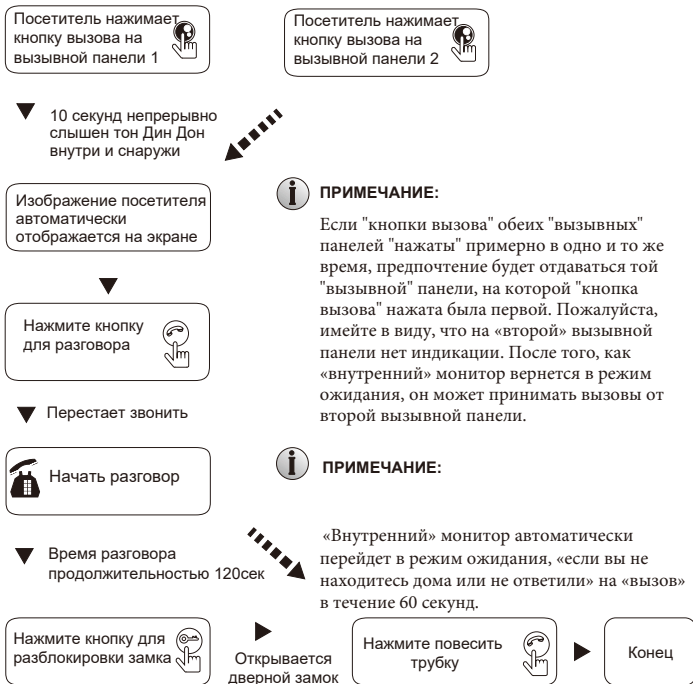 Посетитель нажимает
кнопку вызова на
вызывной панели 1
Посетитель нажимает
кнопку вызова на
вызывной панели 2
10 секунд непрерывно
слышен тон Дин Дон
внутри и снаружи
Изображение посетителя
автоматически
отображается на экране
i ПРИМЕЧАНИЕ:
Если "кнопки вызова" обеих "вызывных"
панелей "нажаты" примерно в одно и то же
время, предпочтение будет отдаваться той
"вызывной" панели, на которой "кнопка
вызова" нажата была первой. Пожалуйста,
имейте в виду, что на «второй» вызывной
панели нет индикации. После того, как
«внутренний» монитор вернется в режим
ожидания, он может принимать вызовы от
второй вызывной панели.
Нажмите кнопку
для разговора
Перестает звонить
Начать разговор
i ПРИМЕЧАНИЕ:
«Внутренний» монитор автоматически
перейдет в режим ожидания, «если вы не
находитесь дома или не ответили» на «вызов»
в течение 60 секунд.
Время разговора
продолжительностью 120сек
Нажмите кнопку для
разблокировки замка
Открывается
дверной замок
Нажмите повесить
трубку
Конец